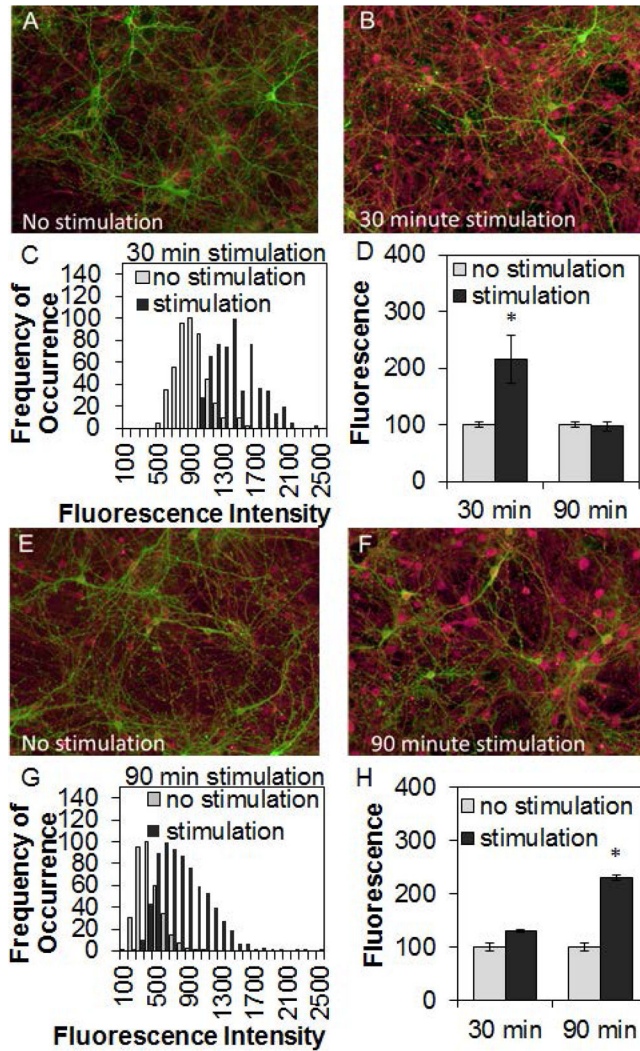 A
No stimulation
B
30 minute stimulation
C
30 min stimulation
no stimulation
stimulation
Frequency of
Occurrence
140
120
100
80
60
40
20
0
100
500
900
1300
1700
2100
2500
Fluorescence Intensity
D
no stimulation
stimulation
*
Fluorescence
400
300
200
100
0
30 min 90 min
E
No stimulation
F
90 minute stimulation
G
90 min stimulation
no stimulation
stimulation
Frequency of
Occurrence
140
120
100
80
60
40
20
0
100
500
900
1300
1700
2100
2500
Fluorescence Intensity
H
no stimulation
stimulation
*
Fluorescence
400
300
200
100
0
30 min 90 min